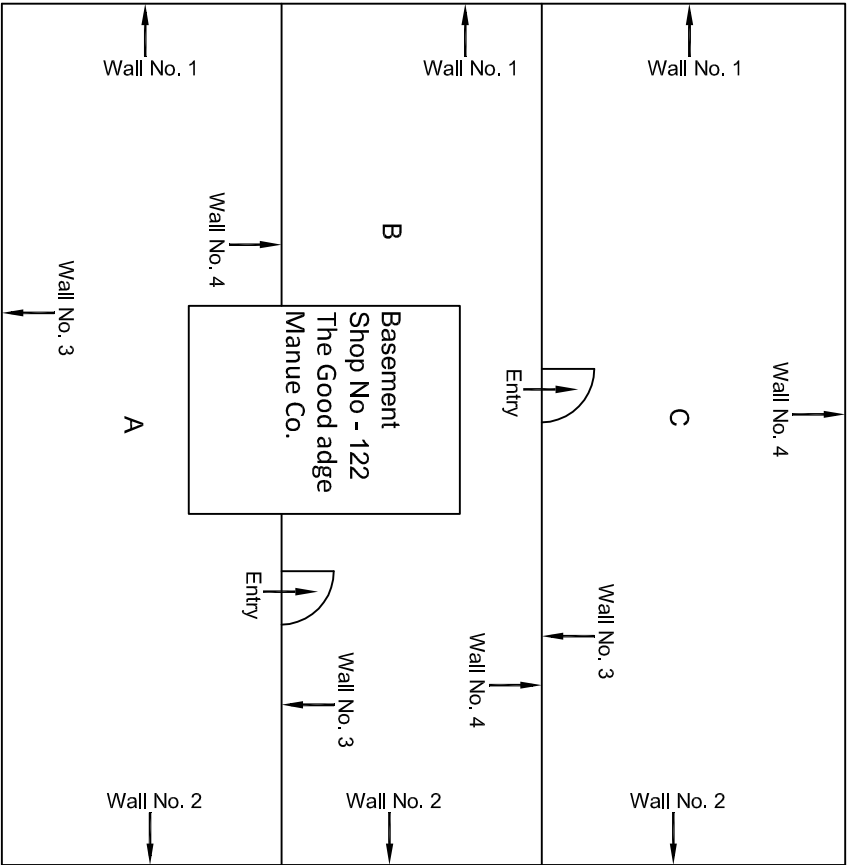 Wall No. 1
Wall No. 1
Wall No. 1
Wall No. 4
B
Wall No. 3
Basement
Shop No - 122
The Good adge
Manue Co.
A
Entry
C
Wall No. 4
Entry
Wall No. 3
Wall No. 4
Wall No. 3
Wall No. 2
Wall No. 2
Wall No. 2